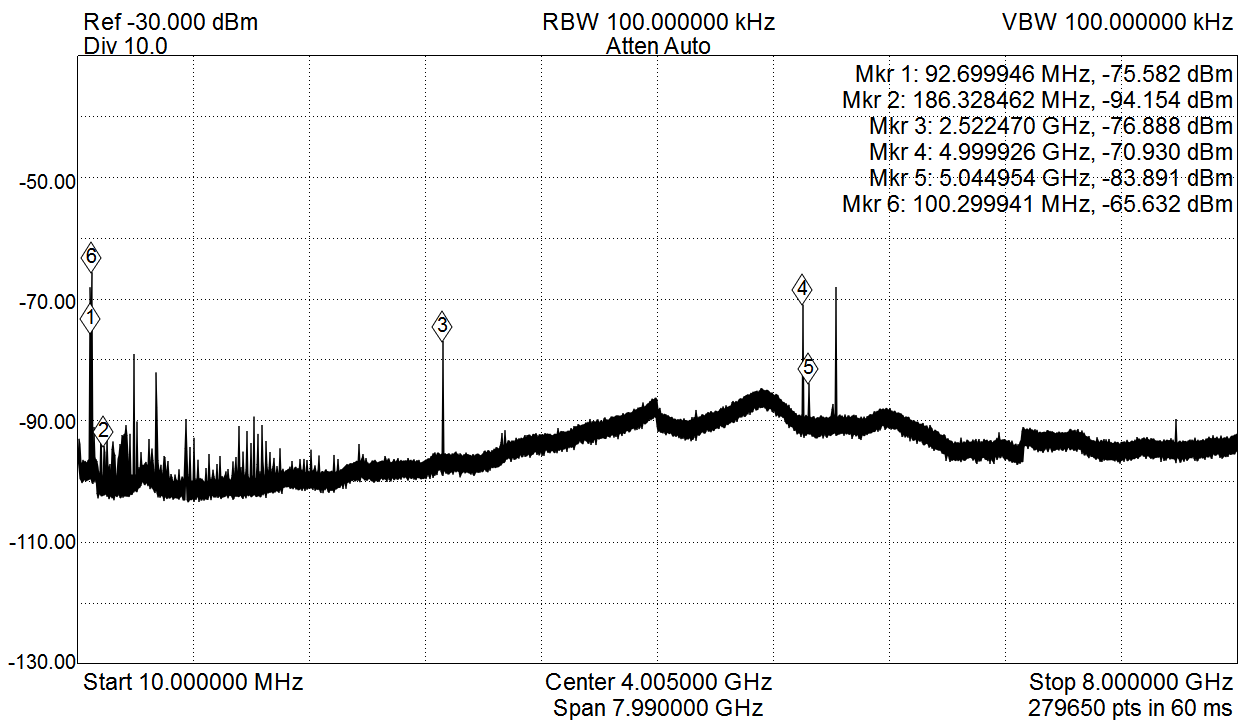 Ref -30.000 dBm RBW 100.000000 kHz VBW 100.000000 kHz
Div 10.0 Atten Auto
Mkr 1: 92.699946 MHz, -75.582 dBm
Mkr 2: 186.328462 MHz, -94.154 dBm
Mkr 3: 2.522470 GHz, -76.888 dBm
Mkr 4: 4.999926 GHz, -70.930 dBm
Mkr 5: 5.044954 GHz, -83.891 dBm
Mkr 6: 100.299941 MHz, -65.632 dBm
-50.00
6
4
-70.00
1
3
5
-90.00
2
-110.00
-130.00
Start 10.000000 MHz Center 4.005000 GHz Stop 8.000000 GHz
Span 7.990000 GHz 279650 pts in 60 ms